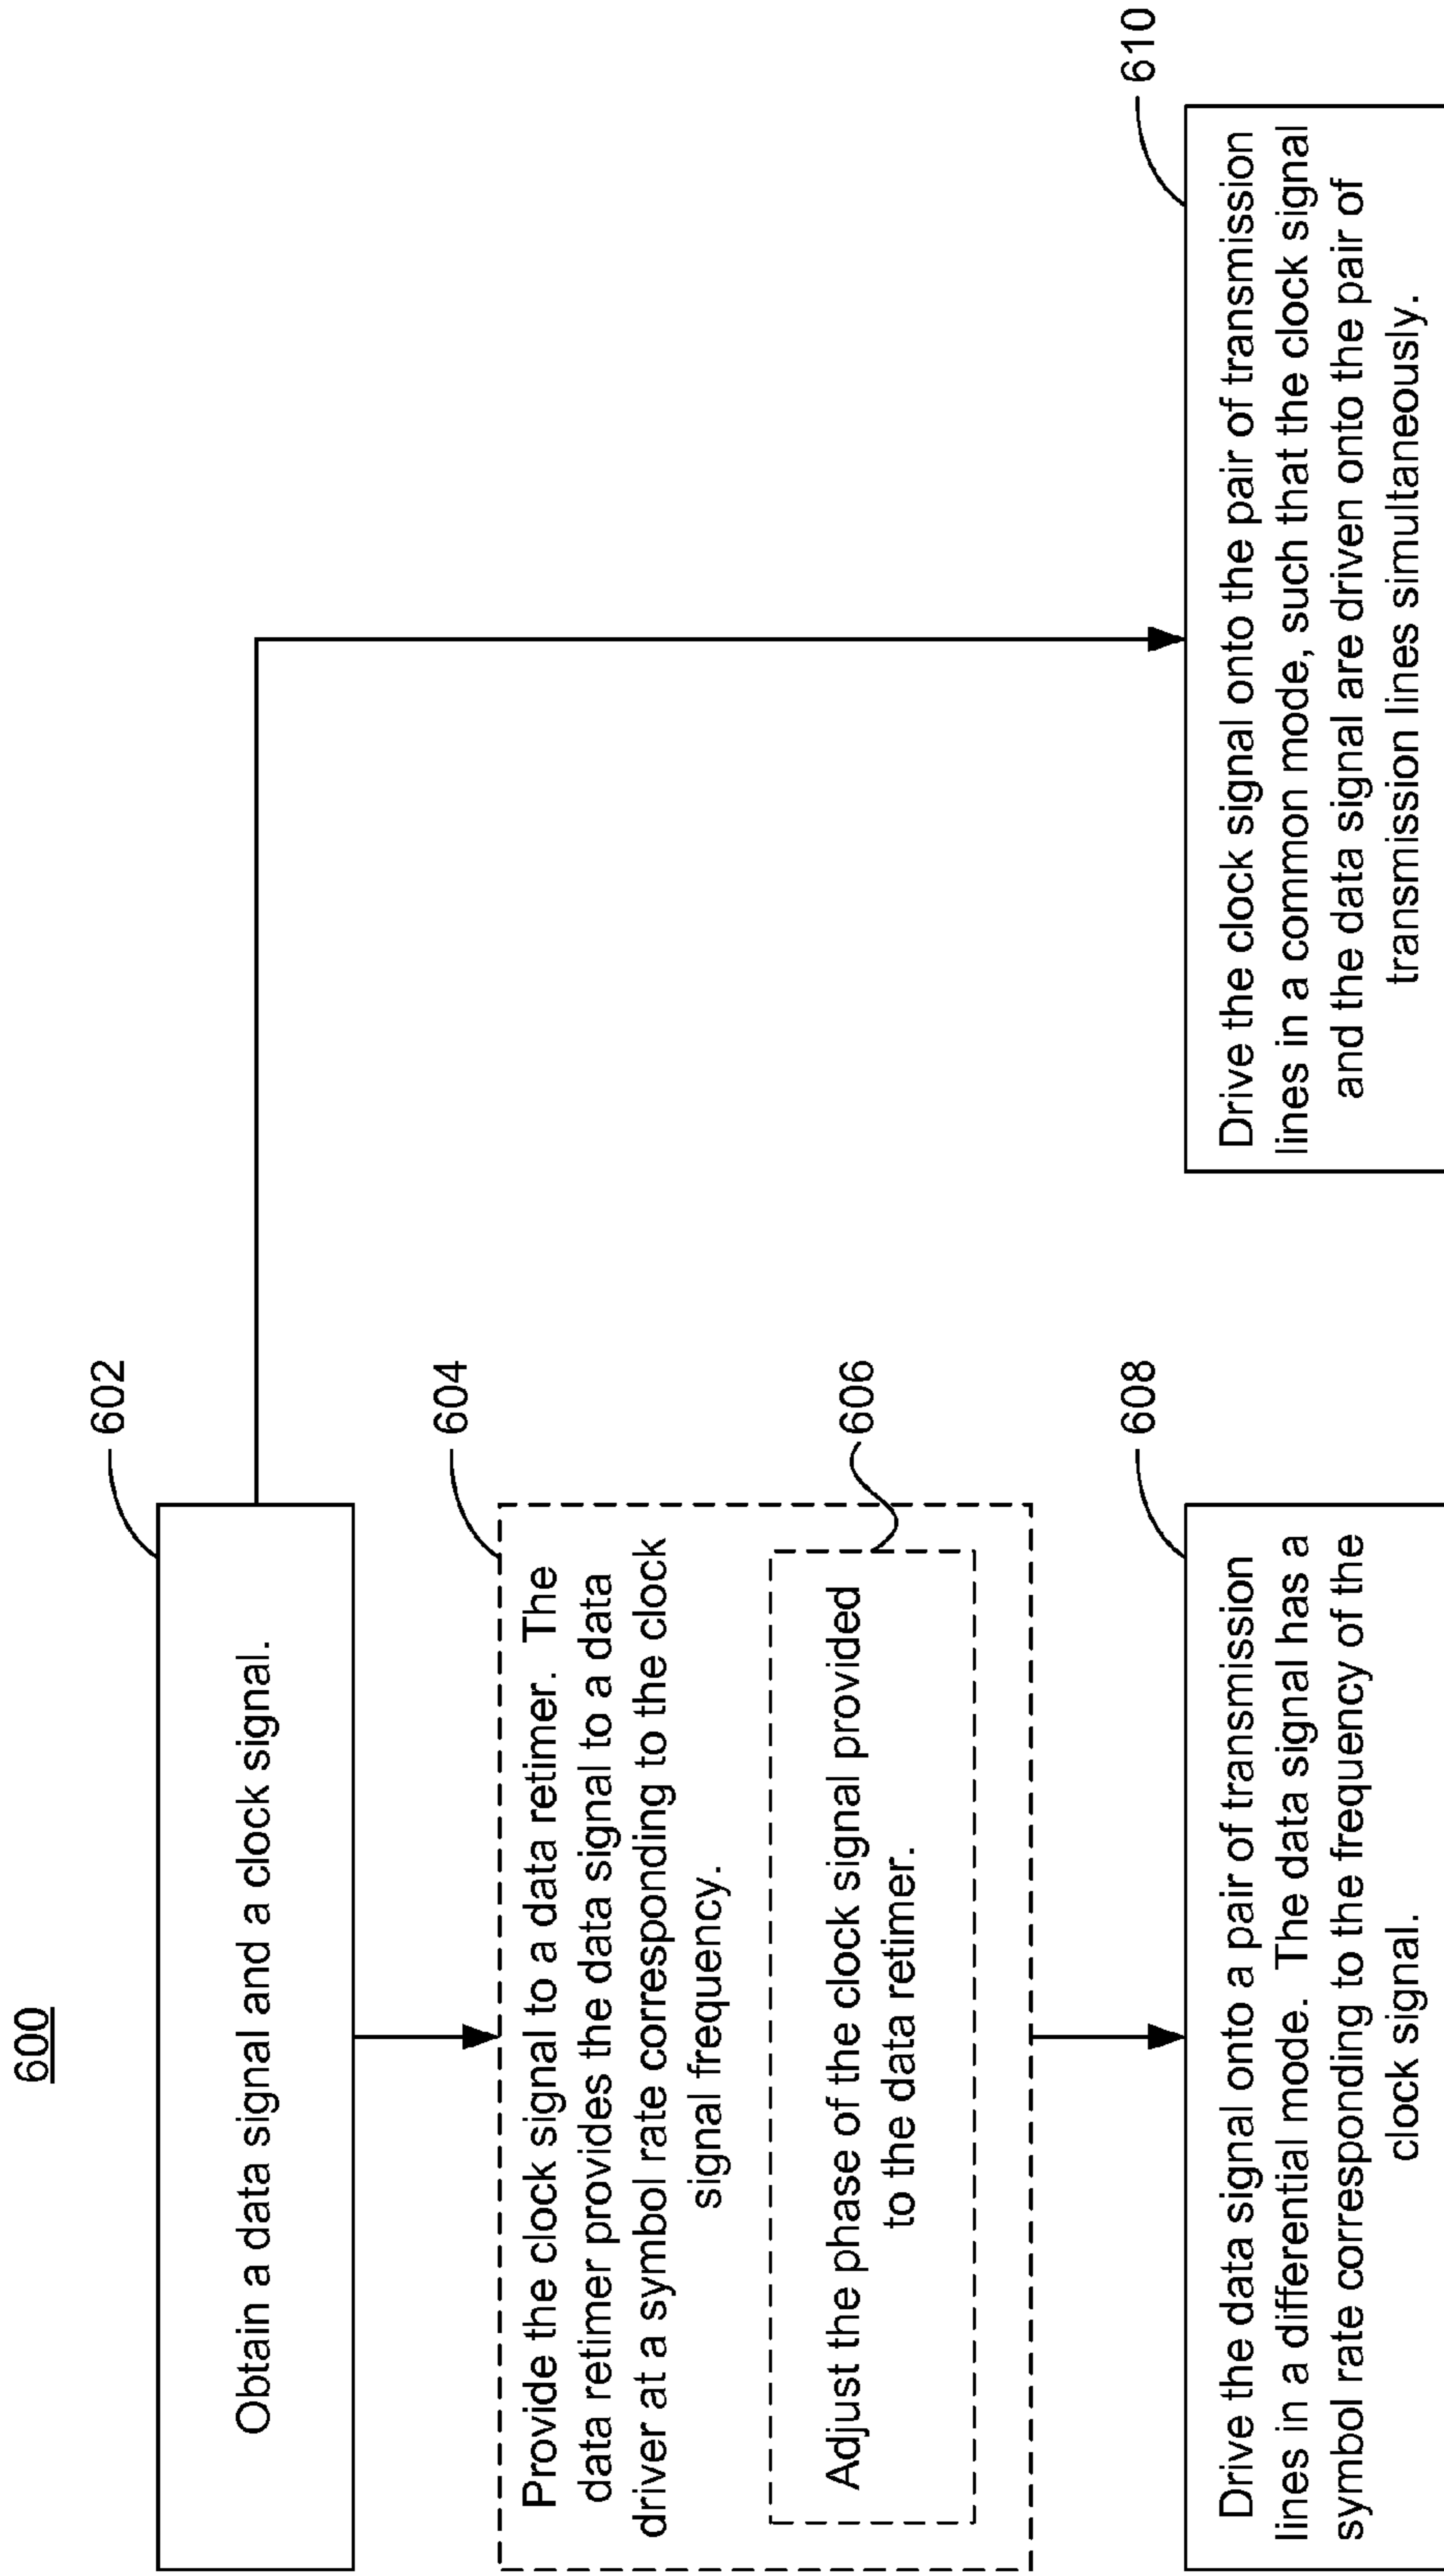 600
602
Obtain a data signal and a clock signal.
604
Provide the clock signal to a data retimer. The
data retimer provides the data signal to a data
driver at a symbol rate corresponding to the clock
signal frequency.
606
Adjust the phase of the clock signal provided
to the data retimer.
608
Drive the data signal onto a pair of transmission
lines in a differential mode. The data signal has a
symbol rate corresponding to the frequency of the
clock signal.
610
Drive the clock signal onto the pair of transmission
lines in a common mode, such that the clock signal
and the data signal are driven onto the pair of
transmission lines simultaneously.